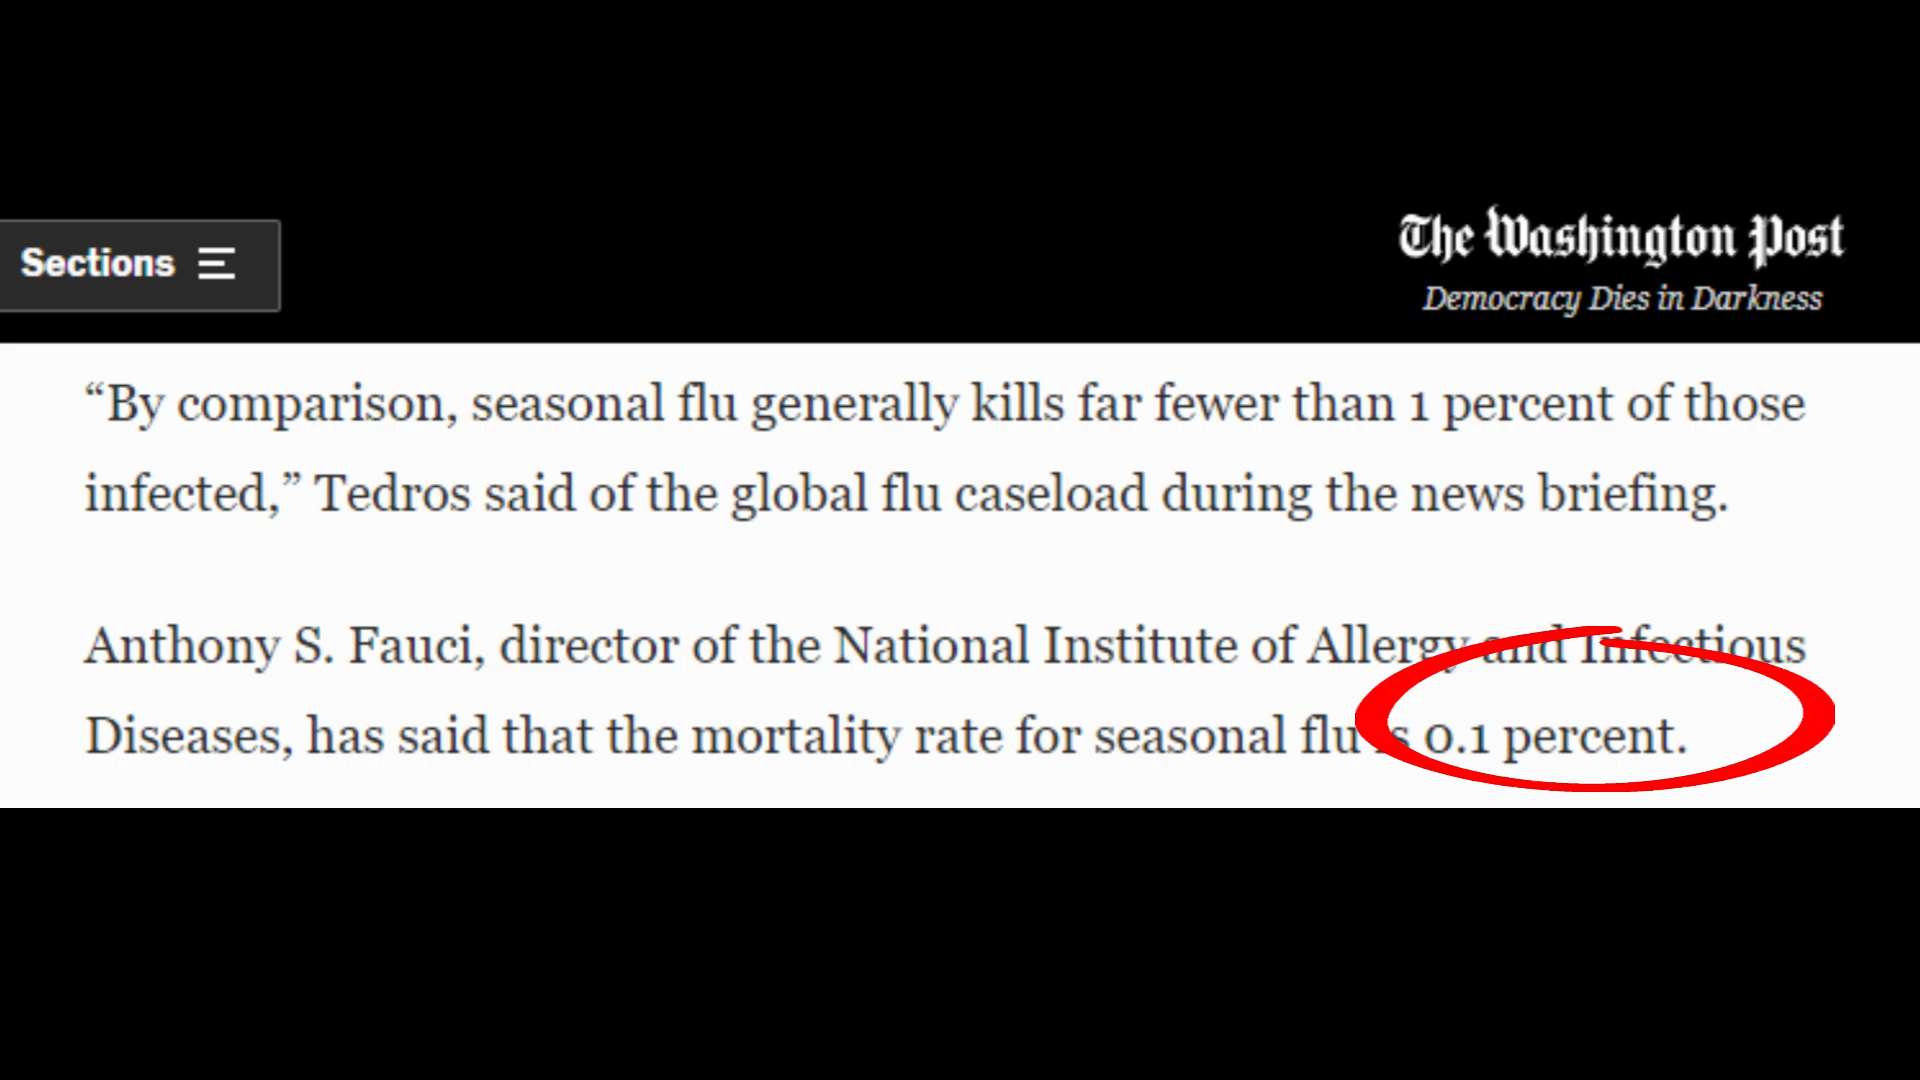 Sections
The Washington Post
Democracy Dies in Darkness
“By comparison, seasonal flu generally kills far fewer than 1 percent of those
infected,” Tedros said of the global flu caseload during the news briefing.
Anthony S. Fauci, director of the National Institute of Allergy and Infectious
Diseases, has said that the mortality rate for seasonal flu is 0.1 percent.